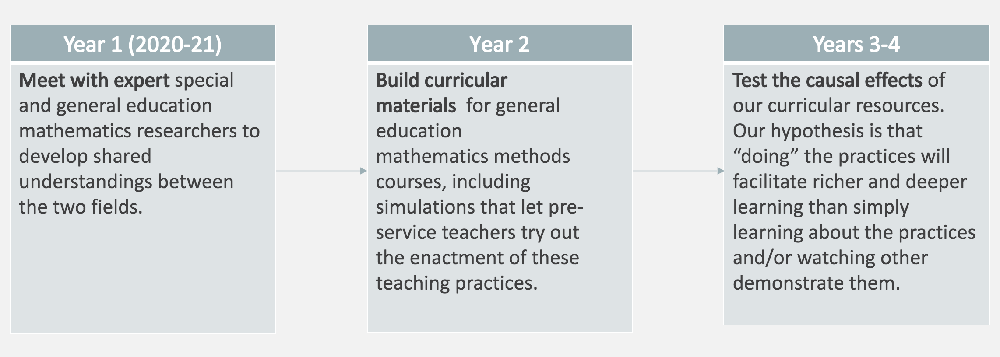 Year 1 (2020-21)
Meet with expert special
and general education
mathematics researchers to
develop shared
understandings between
the two fields.
Year 2
Build curricular
materials  for general
education
mathematics methods
courses, including
simulations that let pre-
service teachers try out
the enactment of these
teaching practices.
Years 3-4
Test the causal effects of
our curricular resources.
Our hypothesis is that
“doing” the practices will
facilitate richer and deeper
learning than simply
learning about the practices
and/or watching other
demonstrate them.